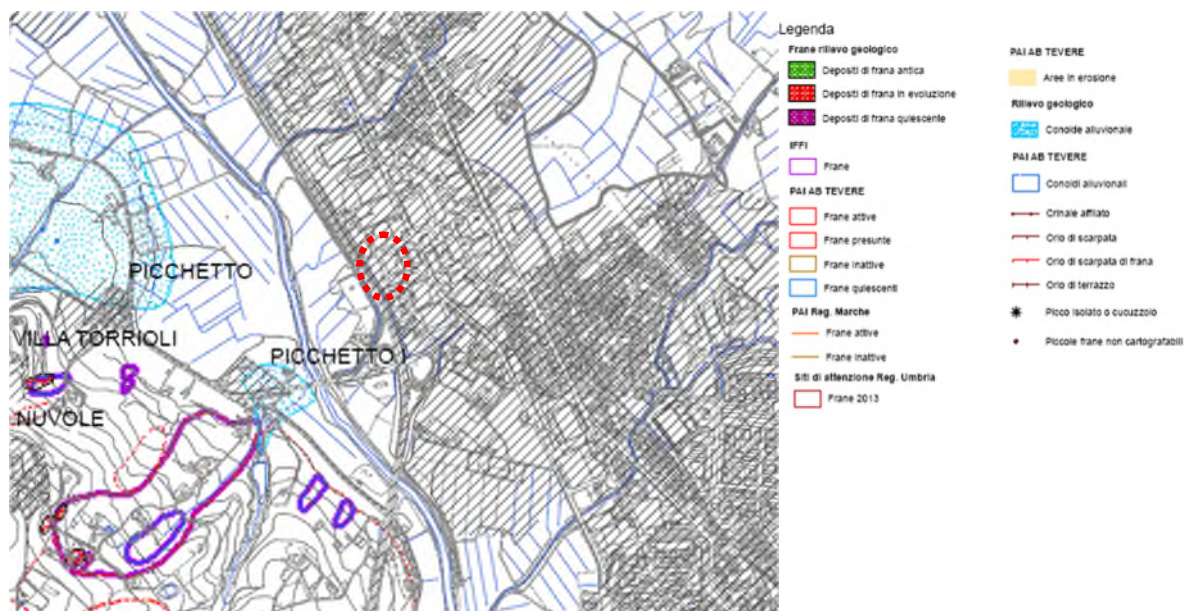 PICCHETTO
VILLA TORRIOLI
PICCHETTO I
NUVOLE
Legenda
Frane rilievo geologico
Depositi di frana antica
Depositi di frana in evoluzione
Depositi di frana quiescente
IFFI
Frane
PAI AB TEVERE
Frane attive
Frane presunte
Frane inattive
Frane quiescenti
PAI Reg. Marche
Frane attive
Frane inattive
Siti di attenzione Reg. Umbria
Frane 2013
PAI AB TEVERE
Aree in erosione
Rilievo geologico
Conoide alluvionale
PAI AB TEVERE
Conoidi alluvionali
Crinale affilato
Orlo di scarpata
Orlo di scarpata di frana
Orlo di terrazzo
Picco isolato o cucuzzolo
Piccole frane non cartografabili